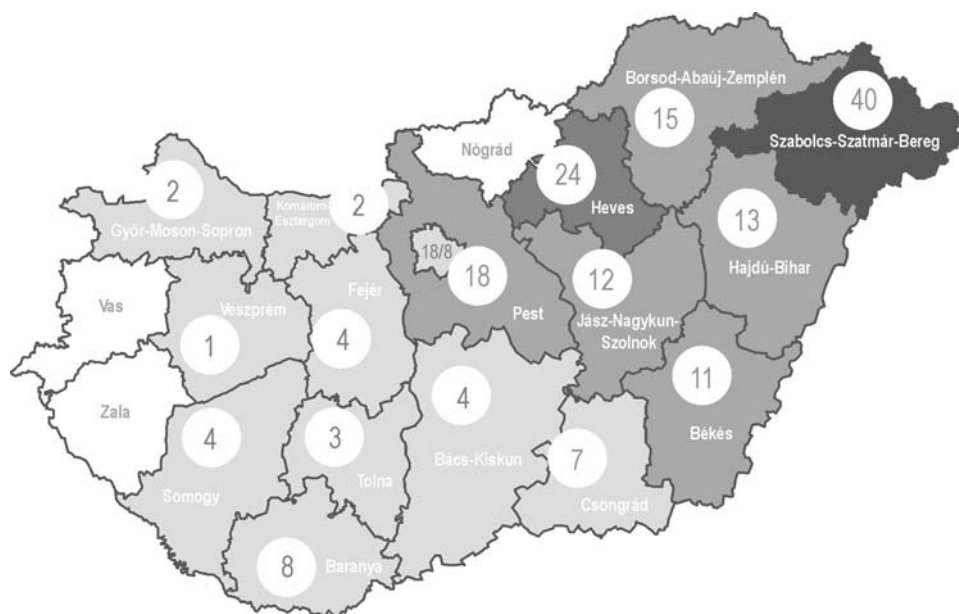 Borsod-Abaúj-Zemplén
15
40
Szabolcs-Szatmár-Bereg
Nógrád
24
Heves
2
Győr-Moson-Sopron
Komárom-
Esztergom
2
13
Hajdú-Bihar
18/8
18
Pest
12
Jász-Nagykun-
Szolnok
Vas
Veszprém
1
Fejér
4
11
Békés
Zala
4
Somogy
3
Tolna
4
Bács-Kiskun
7
Csongrád
8
Baranya